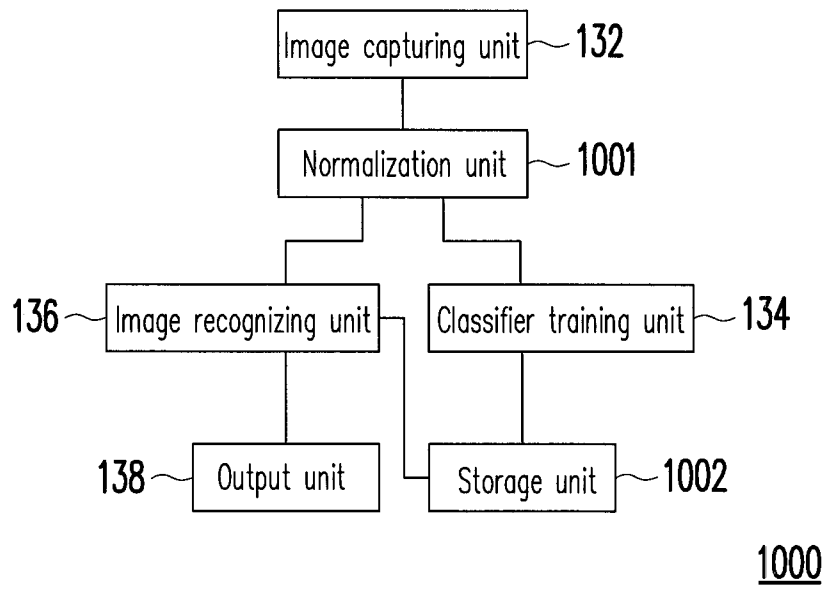 Image capturing unit 132
Normalization unit 1001
136 Image recognizing unit
Classifier training unit 134
138 Output unit
Storage unit 1002
1000